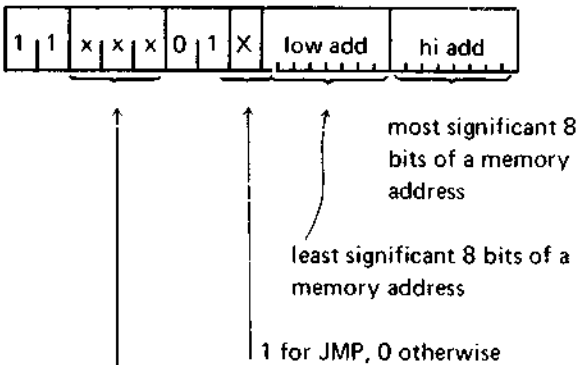 1 1 x x x 0 1 X low add hi add
most significant 8
bits of a memory
address
least significant 8 bits of a
memory address
1 for JMP, 0 otherwise